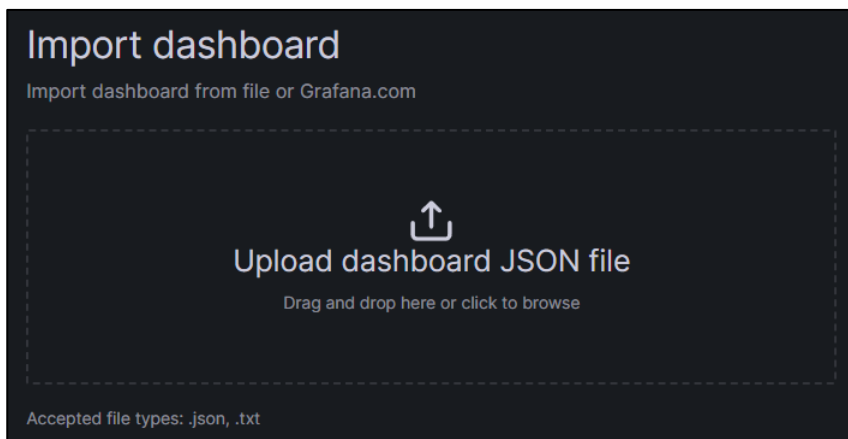 Import dashboard
Import dashboard from file or Grafana.com
Upload dashboard JSON file
Drag and drop here or click to browse
Accepted file types: .json, .txt